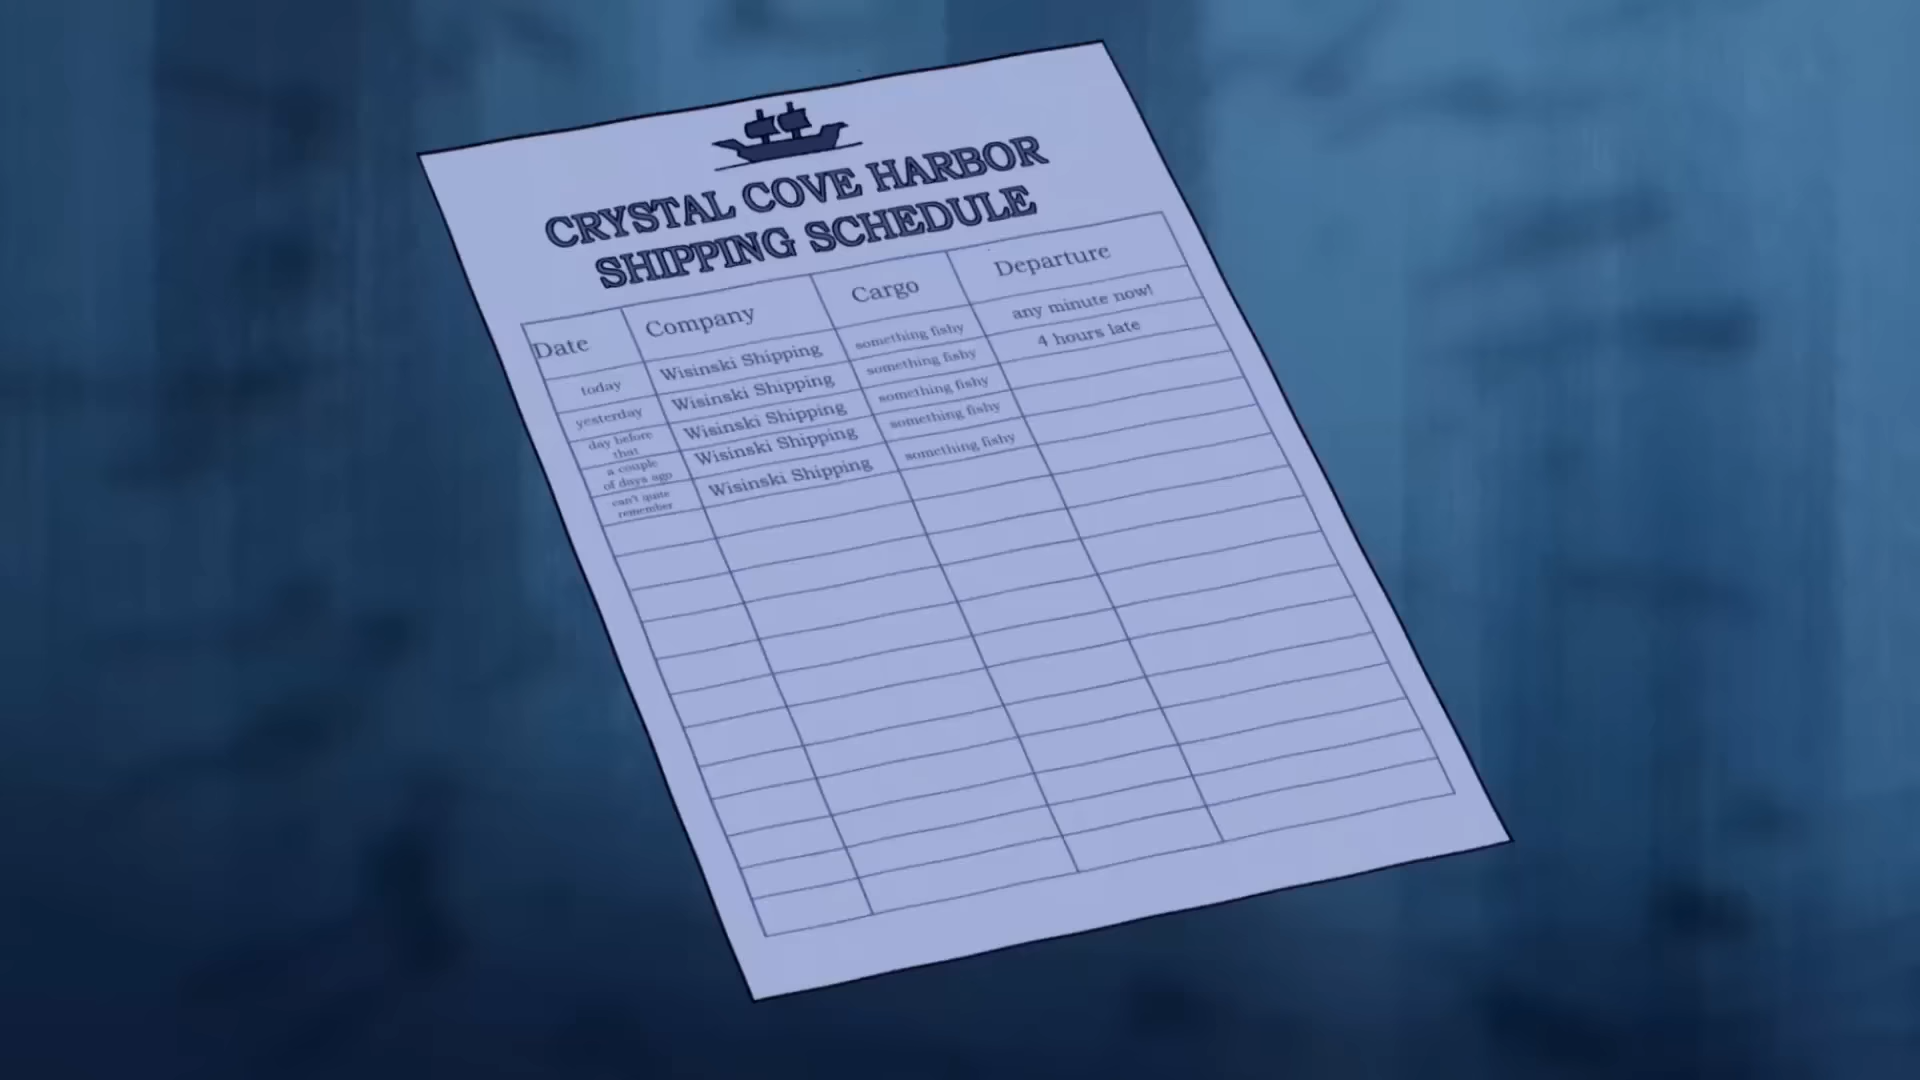 CRYSTAL COVE HARBOR
SHIPPING SCHEDULE
Date Company Cargo Departure
today Wisinski Shipping something fishy any minute now!
yesterday Wisinski Shipping something fishy 4 hours late
day before
that Wisinski Shipping something fishy
a couple
of days ago Wisinski Shipping something fishy
can't quite
remember Wisinski Shipping something fishy